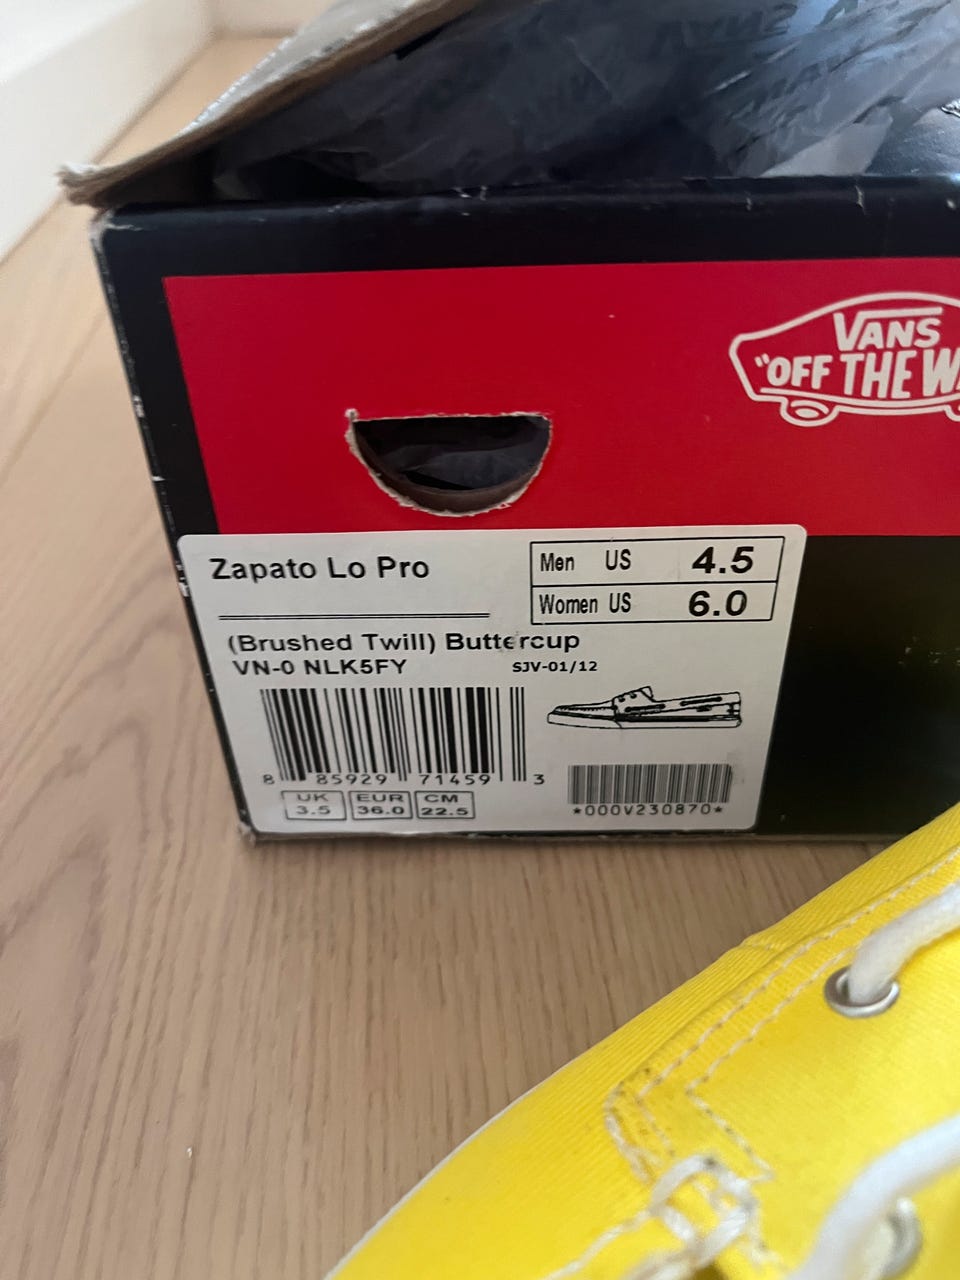 VANS
"OFF THE WA
Zapato Lo Pro
Men US 4.5
Women US 6.0
(Brushed Twill) Buttercup
VN-0 NLK5FY SJV-01/12
8 85929 71459 3
*000V230870*
UK EUR CM
3.5 36.0 22.5